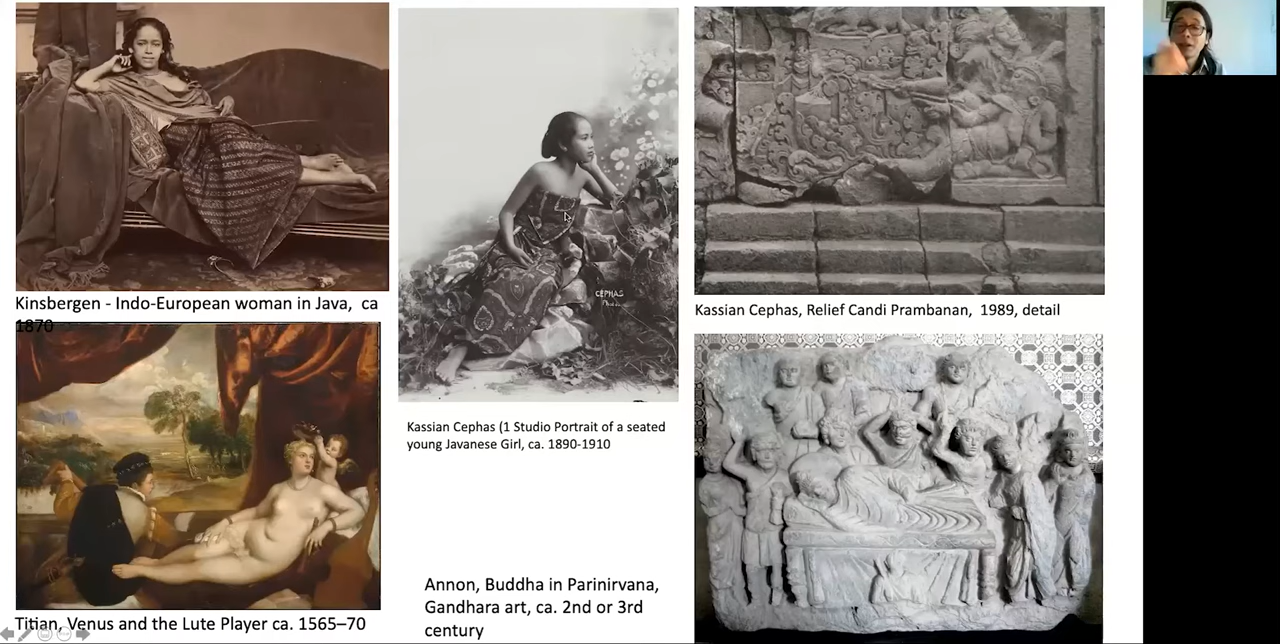 Kinsbergen - Indo-European woman in Java, ca
1870
Titian, Venus and the Lute Player ca. 1565–70
CEPHAS
Kassian Cephas (1 Studio Portrait of a seated
young Javanese Girl, ca. 1890-1910
Annon, Buddha in Parinirvana,
Gandhara art, ca. 2nd or 3rd
century
Kassian Cephas, Relief Candi Prambanan, 1989, detail